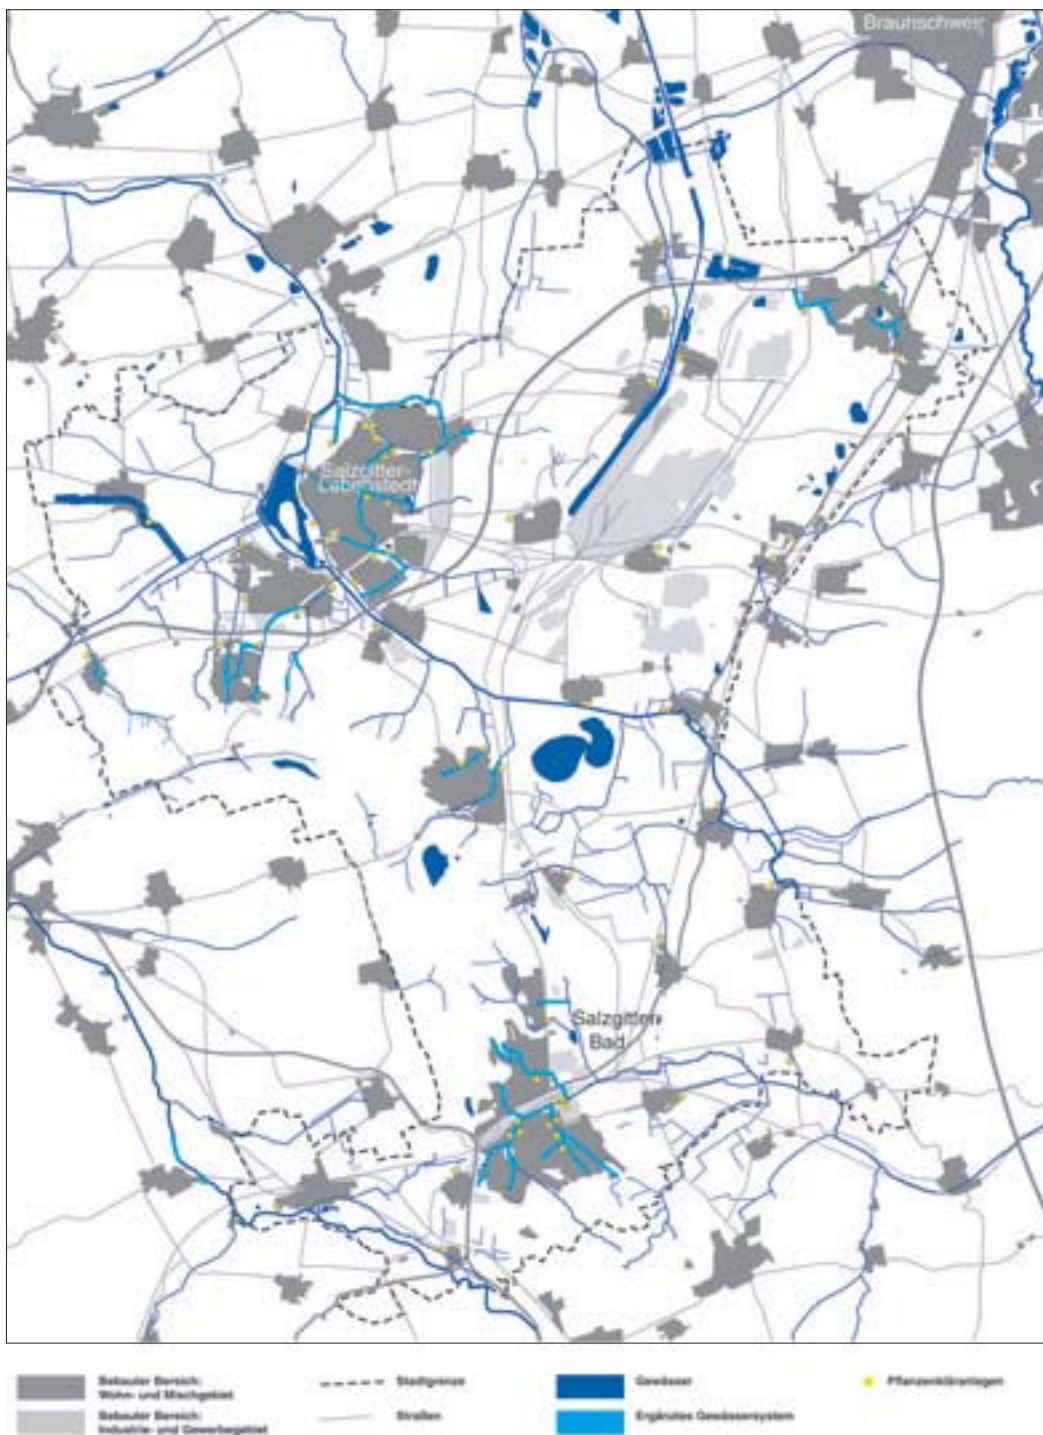 Braunschweig
Salzgitter-
Lebenstedt
Salzgitter-
Bad
Bebauter Bereich:
Wohn- und Mischgebiet
Bebauter Bereich:
Industrie- und Gewerbegebiet
Stadtgrenze
Straßen
Gewässer
Ergänztes Gewässersystem
Pflanzenkläranlagen